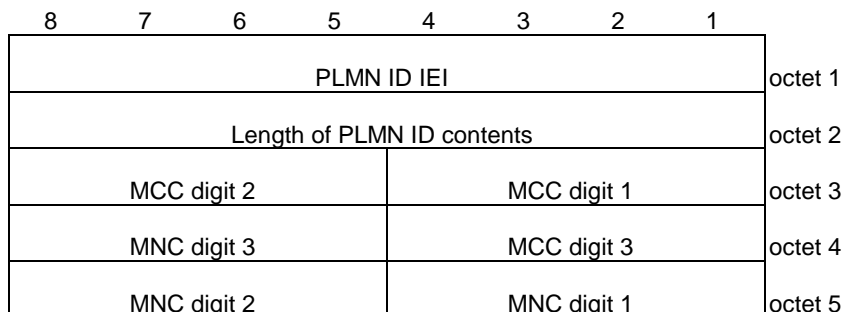 8 7 6 5 4 3 2 1
PLMN ID IEI octet 1
Length of PLMN ID contents octet 2
MCC digit 2 MCC digit 1 octet 3
MNC digit 3 MCC digit 3 octet 4
MNC digit 2 MNC digit 1 octet 5